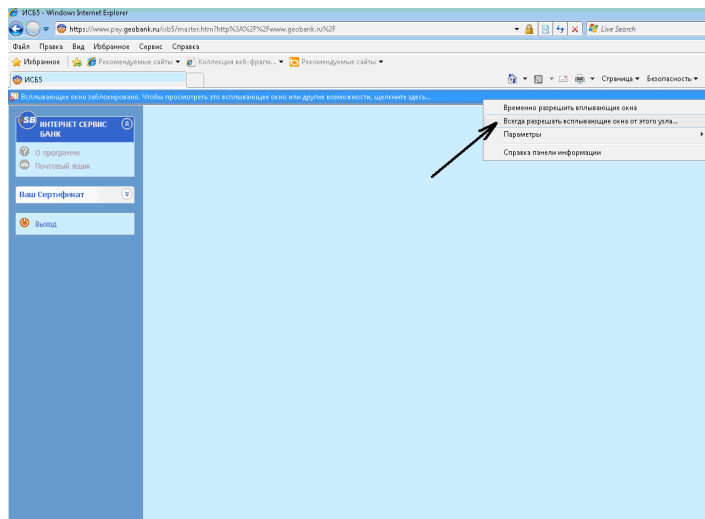 ИСБ5 - Windows Internet Explorer
https://www.pay.geobank.ru/isb5/master.htm?http%3A%2F%2Fwww.geobank.ru%2F
Live Search
Файл Правка Вид Избранное Сервис Справка
Избранное Рекомендуемые сайты Коллекция веб-фрагм... Рекомендуемые сайты
ИСБ5 Страница Безопасность
Всплывающее окно заблокировано. Чтобы просмотреть это всплывающее окно или другие возможности, щелкните здесь...
Временно разрешить вплывающие окна
Всегда разрешать всплывающие окна от этого узла...
Параметры
Справка панели информации
SB ИНТЕРНЕТ СЕРВИС
БАНК
О программе
Почтовый ящик
Ваш Сертификат
Выход